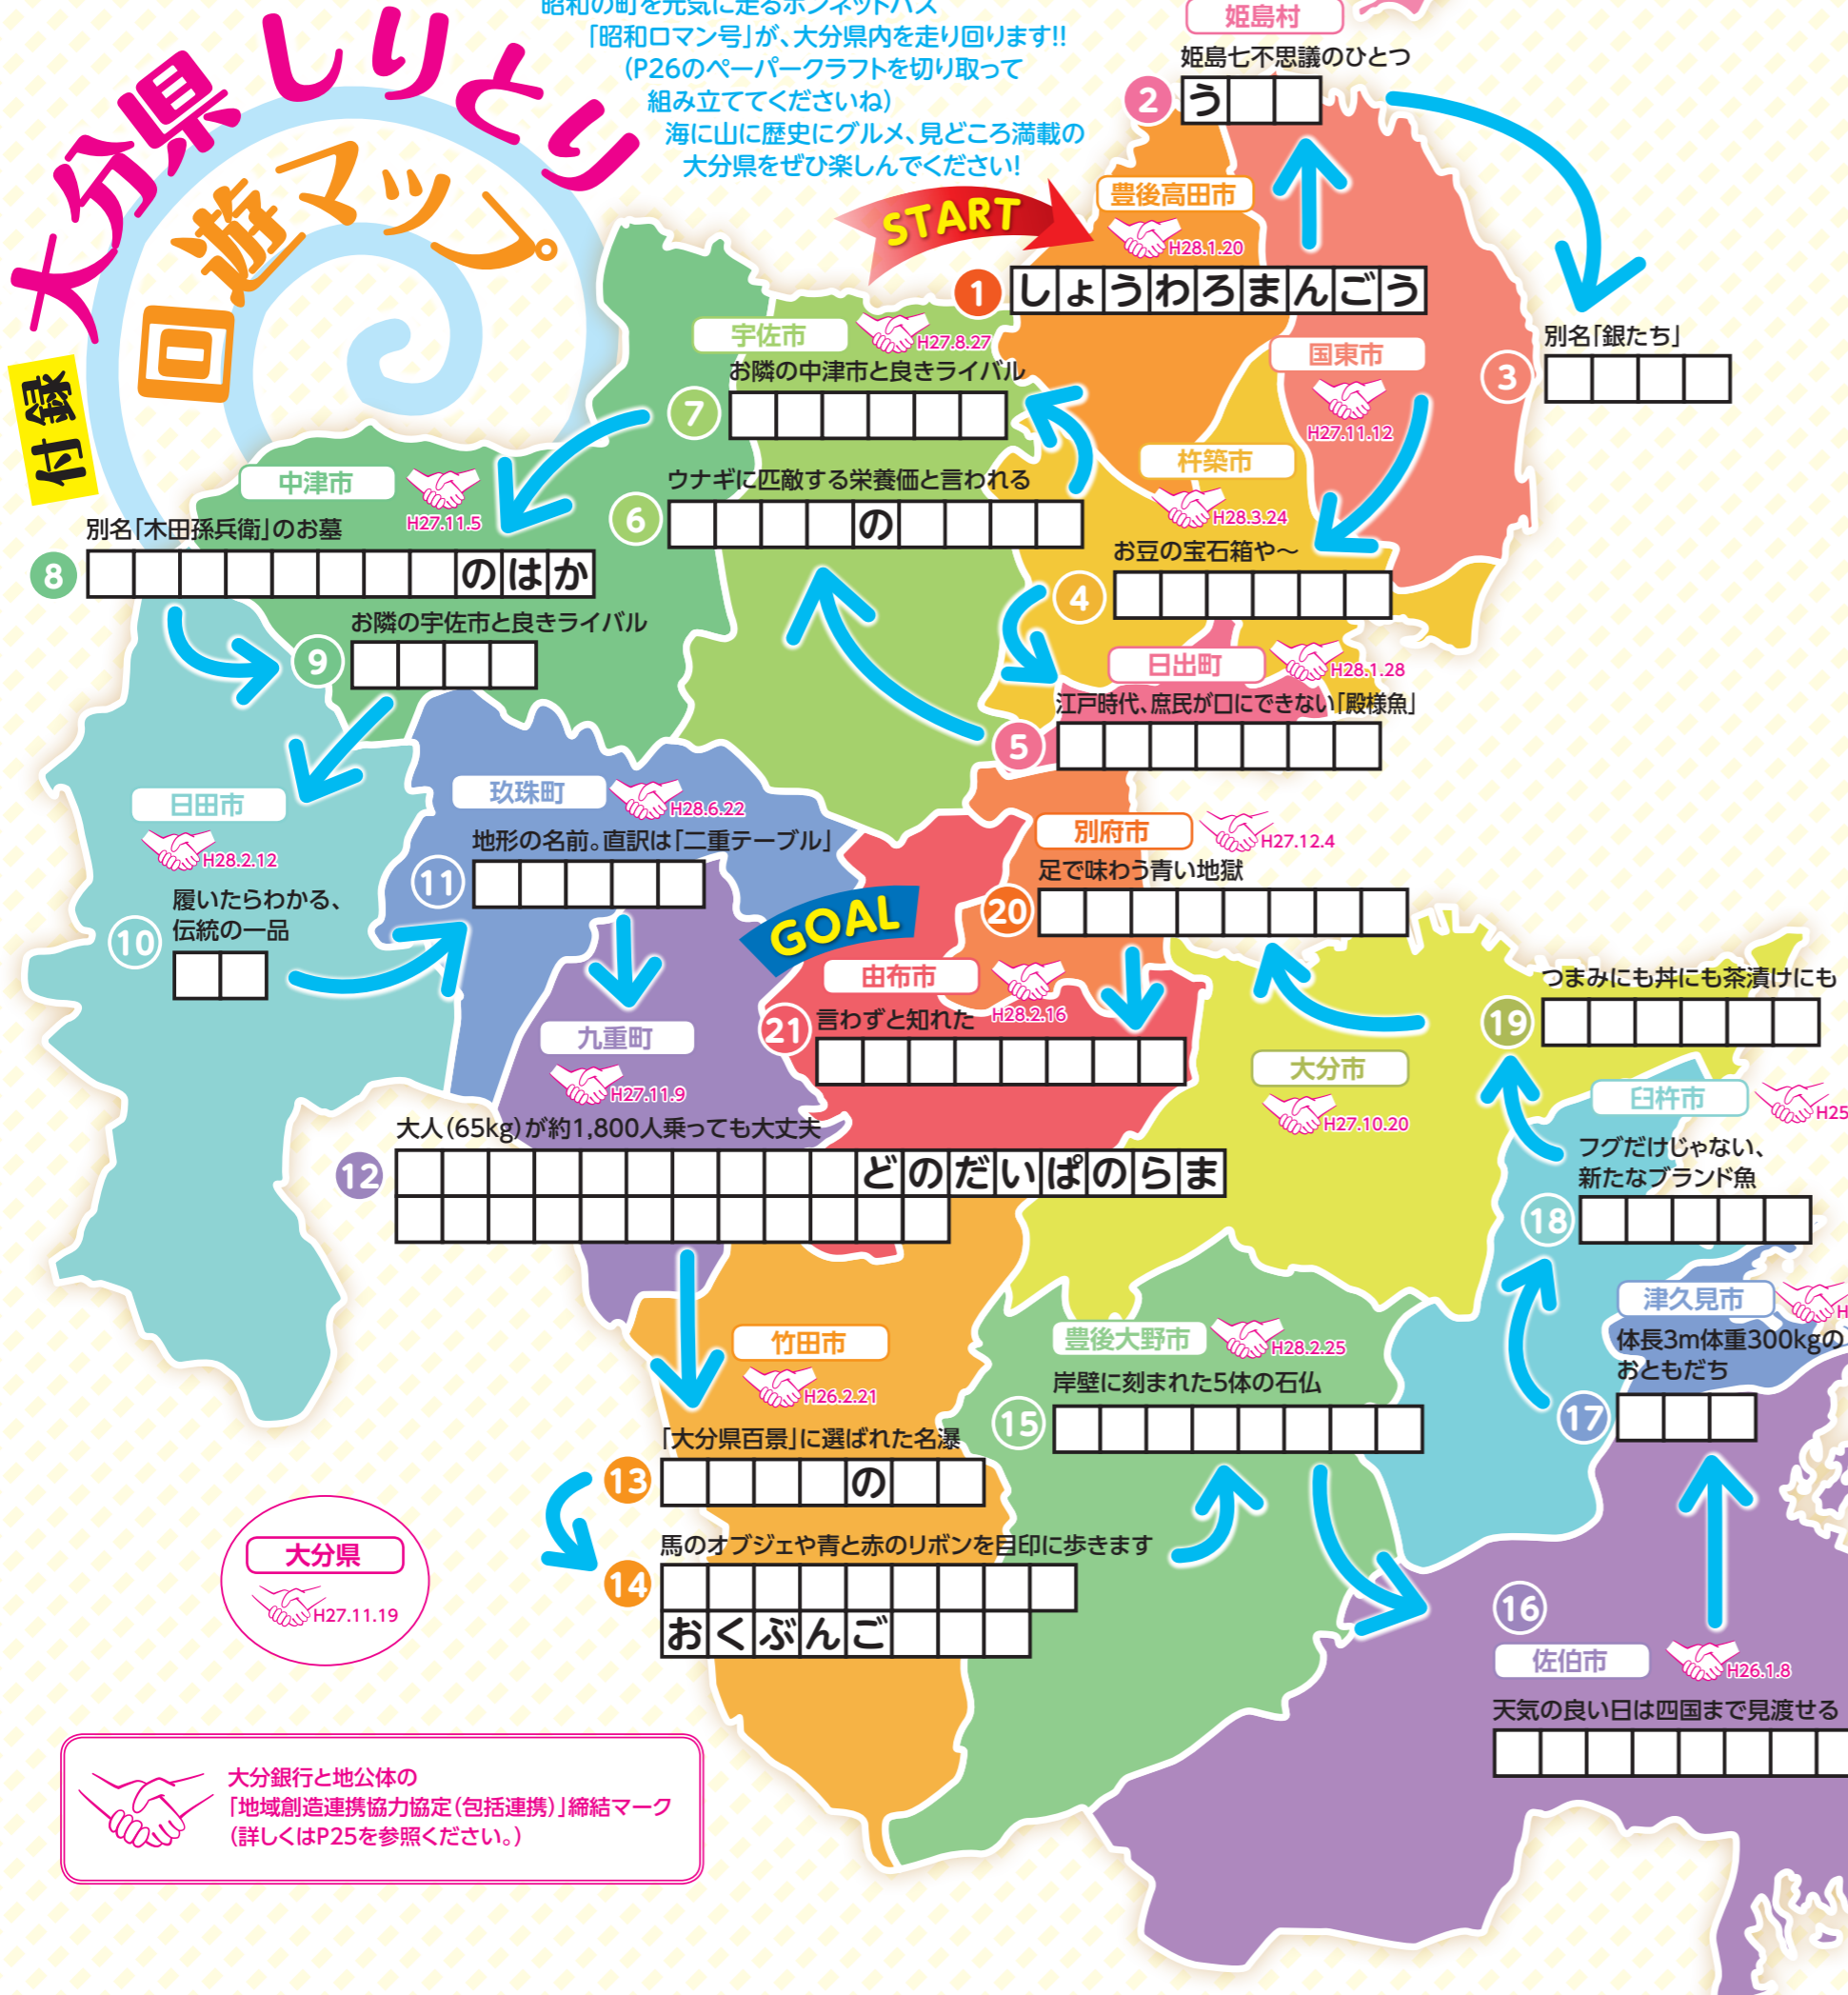 大分県しりとり
回遊マップ
付録
昭和の町を元気に走るボンネットバス
「昭和ロマン号」が、大分県内を走り回ります!!
(P26のペーパークラフトを切り取って
組み立ててくださいね)
海に山に歴史にグルメ、見どころ満載の
大分県をぜひ楽しんでください!
START
豊後高田市
H28.1.20
1 しょうわろまんごう
姫島村
姫島七不思議のひとつ
2 う
国東市
H27.11.12
別名「銀たち」
3
杵築市
H28.3.24
お豆の宝石箱や〜
4
日出町
H28.1.28
江戸時代、庶民が口にできない「殿様魚」
5
宇佐市
H27.8.27
お隣の中津市と良きライバル
7
ウナギに匹敵する栄養価と言われる
6 の
中津市
H27.11.5
別名「木田孫兵衛」のお墓
8 のはか
お隣の宇佐市と良きライバル
9
日田市
H28.2.12
履いたらわかる、
伝統の一品
10
玖珠町
H28.6.22
地形の名前。直訳は「二重テーブル」
11
九重町
H27.11.9
大人(65kg)が約1,800人乗っても大丈夫
12 どのだいぱのらま
竹田市
H26.2.21
「大分県百景」に選ばれた名瀑
13 の
馬のオブジェや青と赤のリボンを目印に歩きます
14
おくぶんご
豊後大野市
H28.2.25
岸壁に刻まれた5体の石仏
15
16
佐伯市
H26.1.8
天気の良い日は四国まで見渡せる
津久見市
H
体長3m体重300kgの
おともだち
17
臼杵市
H25
フグだけじゃない、
新たなブランド魚
18
つまみにも丼にも茶漬けにも
19
大分市
H27.10.20
別府市
H27.12.4
足で味わう青い地獄
20
GOAL
由布市
H28.2.16
21 言わずと知れた
大分県
H27.11.19
大分銀行と地公体の
「地域創造連携協力協定(包括連携)」締結マーク
(詳しくはP25を参照ください。)